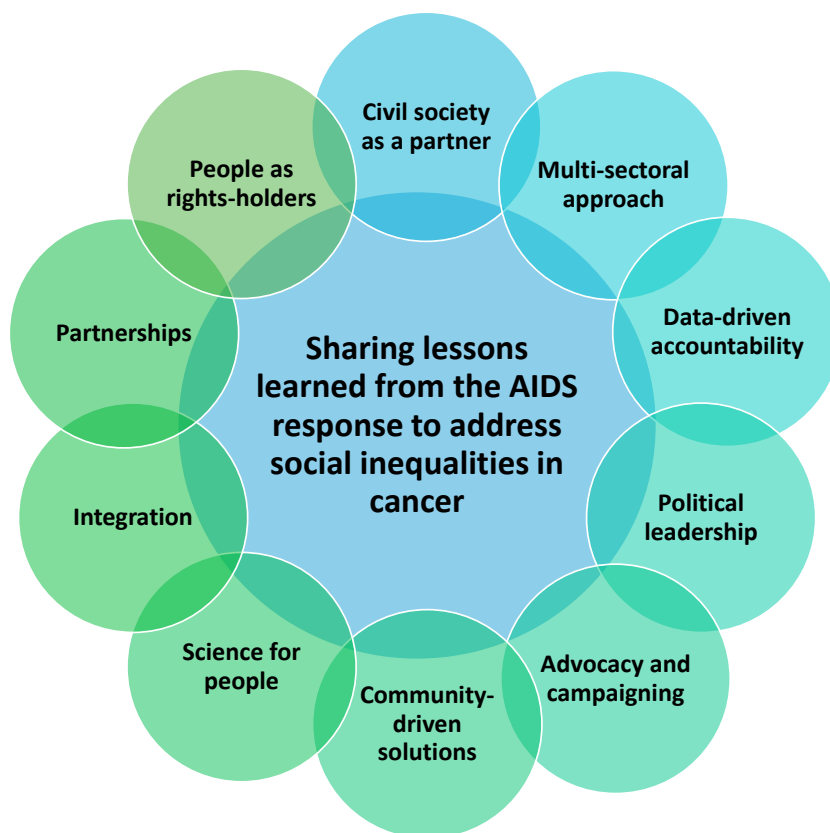 Civil society
as a partner
Multi-sectoral
approach
Data-driven
accountability
Political
leadership
Advocacy and
campaigning
Community-
driven
solutions
Science for
people
Integration
Partnerships
People as
rights-holders
Sharing lessons
learned from the AIDS
response to address
social inequalities in
cancer